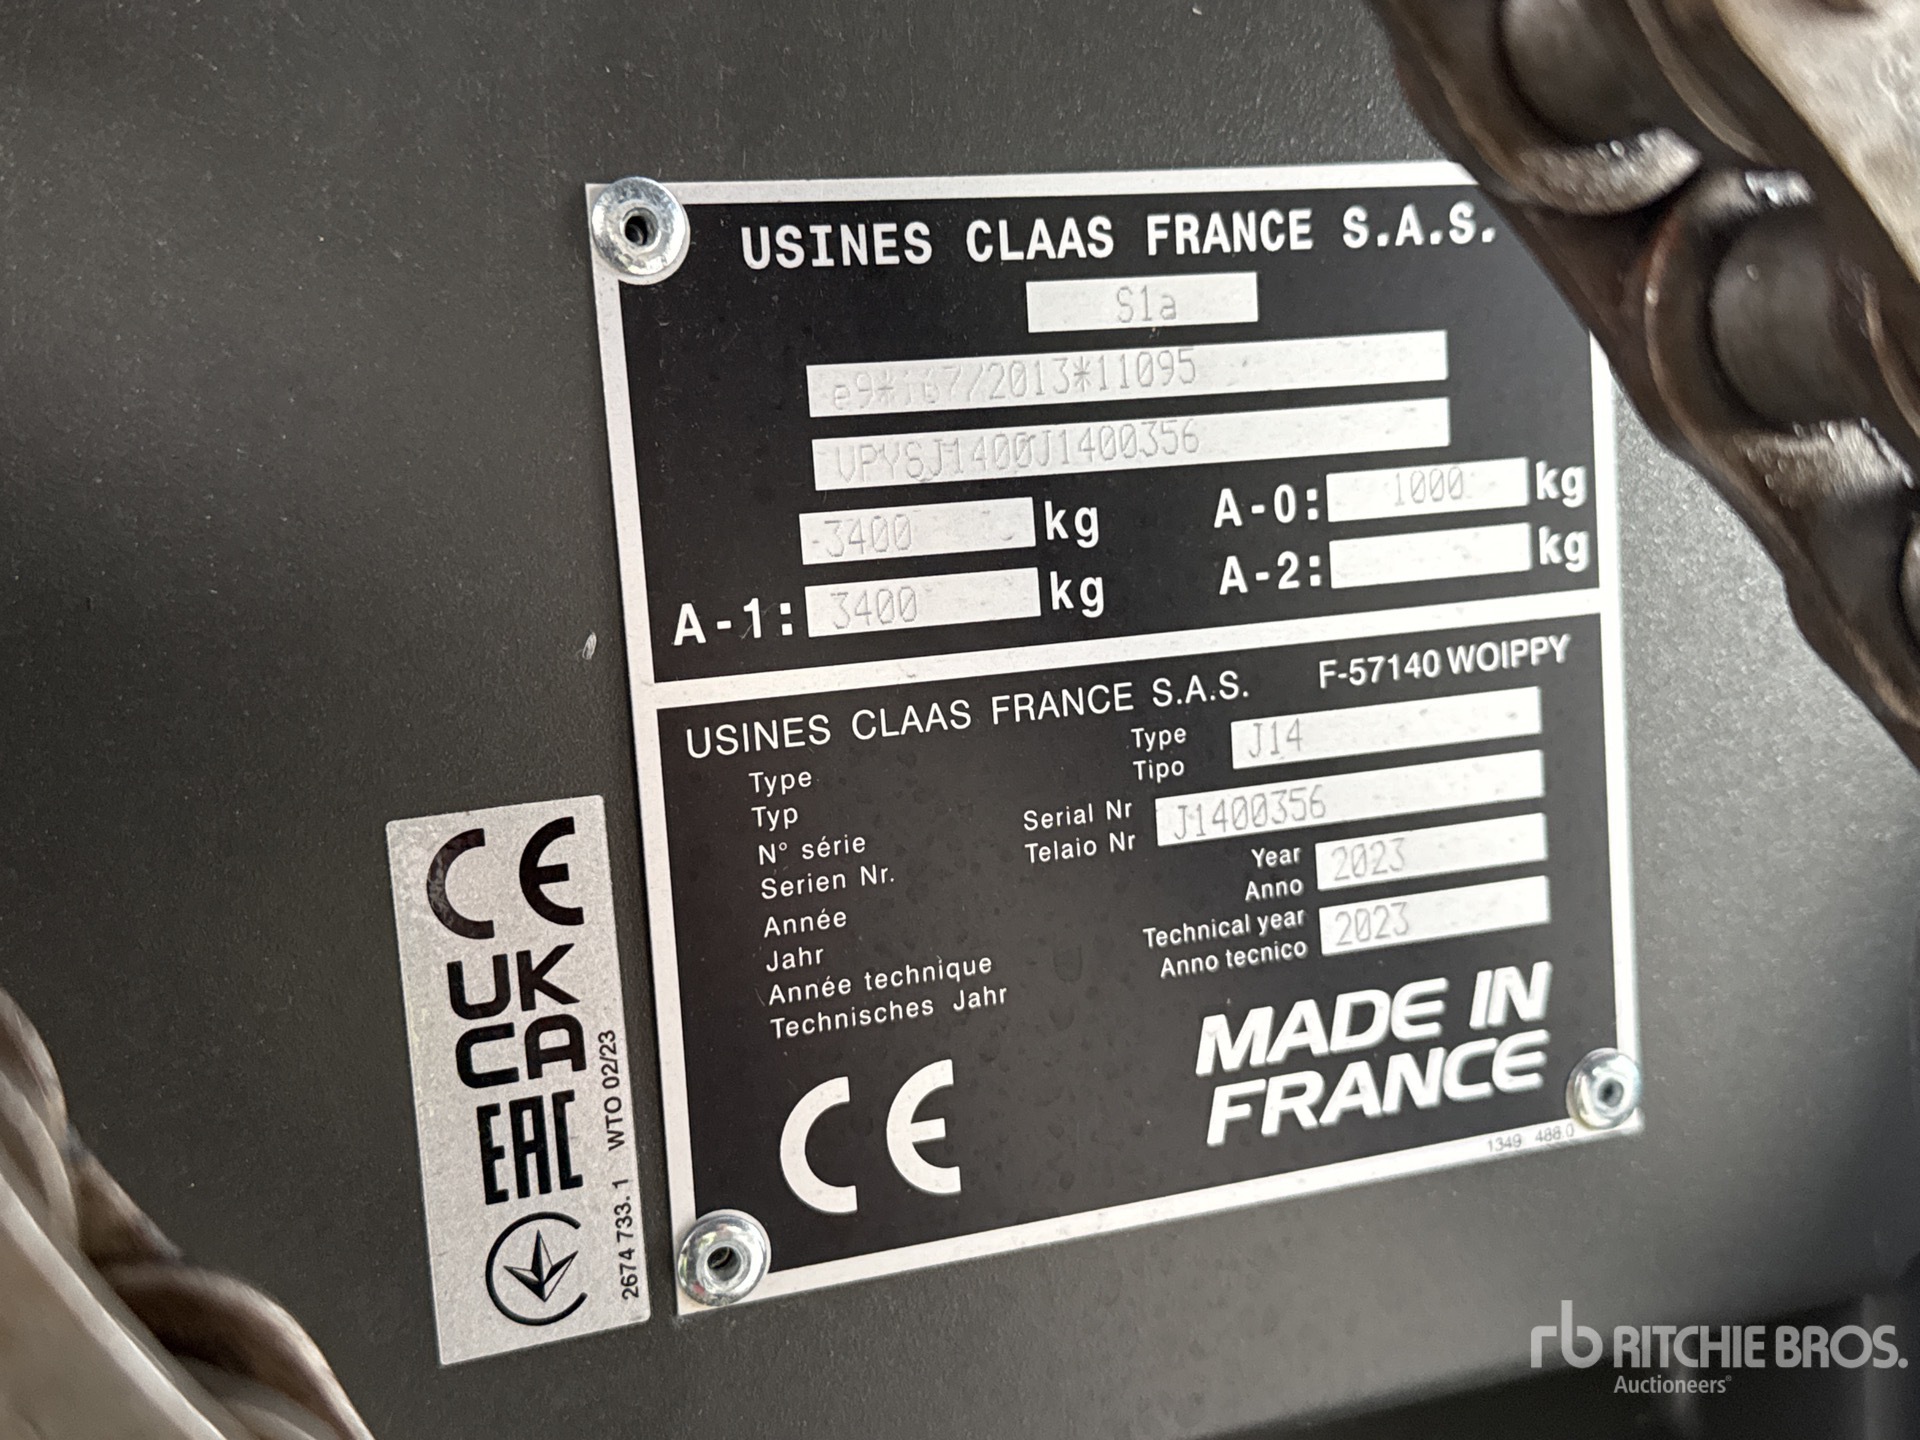 USINES CLAAS FRANCE S.A.S.
S1a
e9*167/2013*11095
VPYSJ1400J1400356
3400 kg A-0: 1000 kg
A-1: 3400 kg A-2: kg
USINES CLAAS FRANCE S.A.S. F-57140 WOIPPY
Type
Typ
Type
Tipo
J14
N° série
Serien Nr.
Serial Nr
Telaio Nr
J1400356
Année
Jahr
Year
Anno
2023
Année technique
Technisches Jahr
Technical year
Anno tecnico
2023
CE
MADE IN
FRANCE
1349 488.0
CE
UK
CA
EAC
2674 733.1 WTO 02/23
rb RITCHIE BROS.
Auctioneers